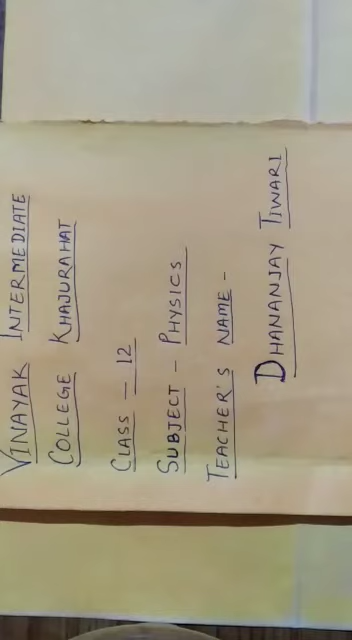 VINAYAK INTERMEDIATE
COLLEGE KHAJURAHAT
CLASS - 12
SUBJECT - PHYSICS
TEACHER'S NAME -
DHANANJAY TIWARI